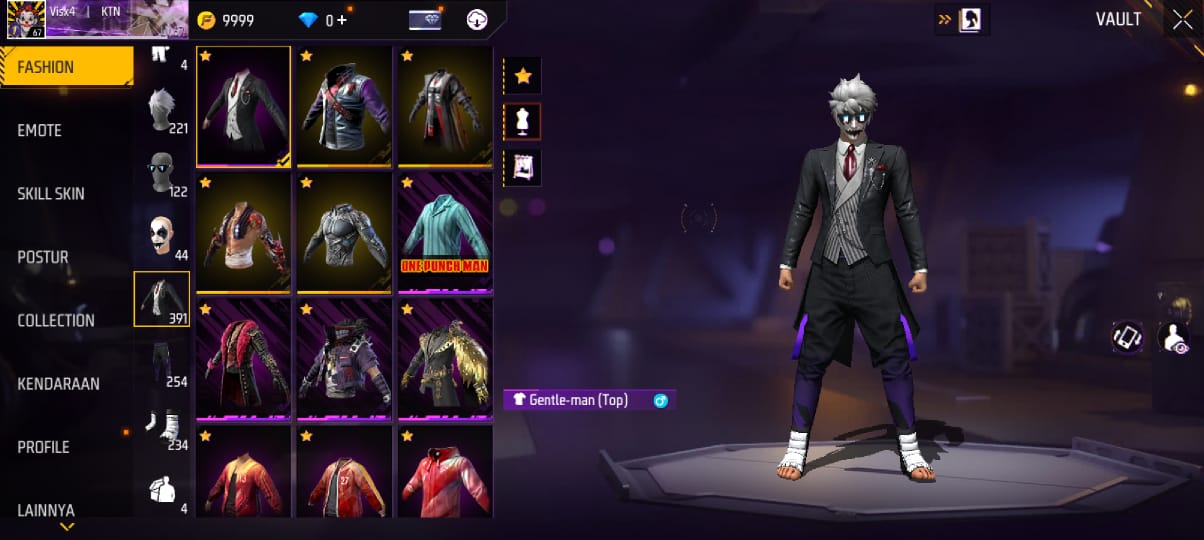 Visk4 | KTN
67
9999
0+
VAULT
FASHION
EMOTE
SKILL SKIN
POSTUR
COLLECTION
KENDARAAN
PROFILE
LAINNYA
4
221
122
44
391
254
234
4
ONE PUNCH MAN
27
Gentle-man (Top)